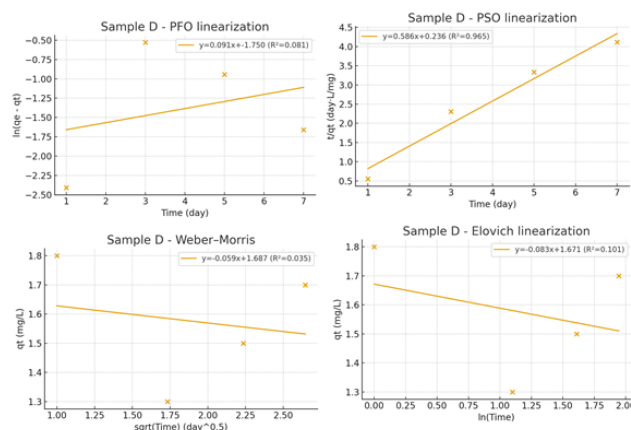 Sample D - PFO linearization
y=0.091x+-1.750 (R²=0.081)
ln(qe - qt)
−0.50
−0.75
−1.00
−1.25
−1.50
−1.75
−2.00
−2.25
−2.50
1 2 3 4 5 6 7
Time (day)
Sample D - PSO linearization
y=0.586x+0.236 (R²=0.965)
t/qt (day·L/mg)
4.5
4.0
3.5
3.0
2.5
2.0
1.5
1.0
0.5
1 2 3 4 5 6 7
Time (day)
Sample D - Weber–Morris
y=-0.059x+1.687 (R²=0.035)
qt (mg/L)
1.8
1.7
1.6
1.5
1.4
1.3
1.00 1.25 1.50 1.75 2.00 2.25 2.50
sqrt(Time) (day^0.5)
Sample D - Elovich linearization
y=-0.083x+1.671 (R²=0.101)
qt (mg/L)
1.8
1.7
1.6
1.5
1.4
1.3
0.00 0.25 0.50 0.75 1.00 1.25 1.50 1.75 2.00
ln(Time)